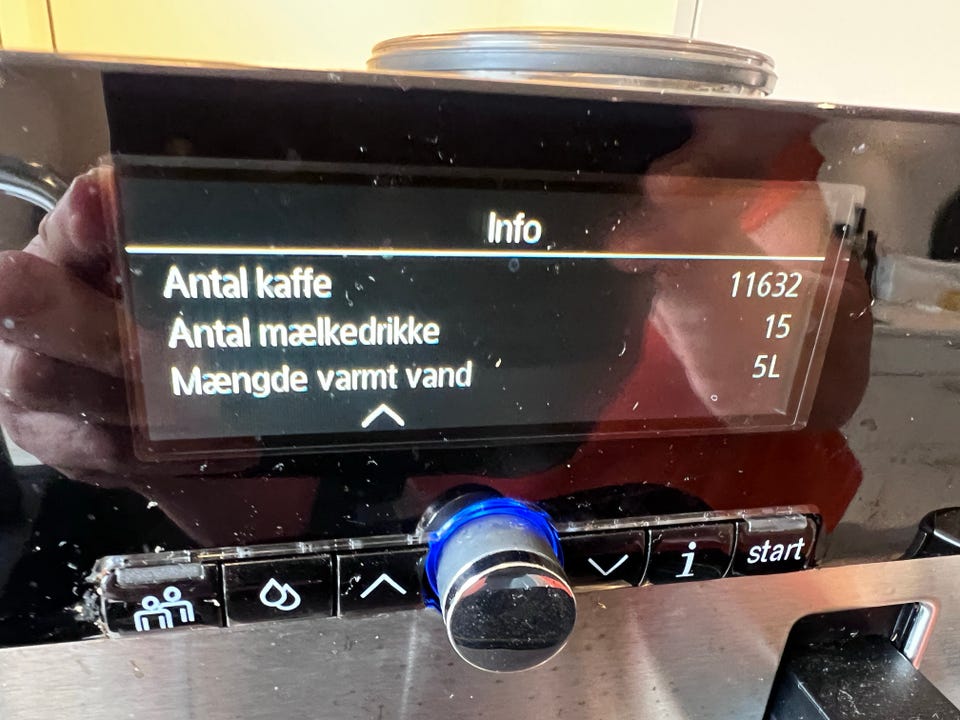 Info
Antal kaffe 11632
Antal mælkedrikke 15
Mængde varmt vand 5L
i start